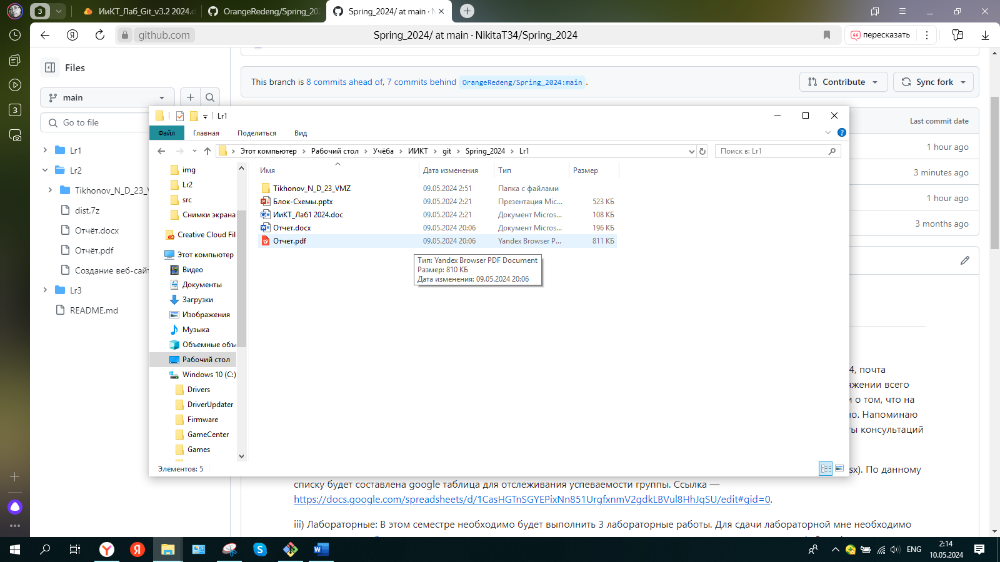 3
ИиКТ_Лаб_Git_v3.2 2024.d
OrangeRedeng/Spring_202
Spring_2024/ at main · N
github.com
Spring_2024/ at main · NikitaT34/Spring_2024
пересказать
3
Files
main
Go to file
Lr1
Lr2
Tikhonov_N_D_23_V
dist.7z
Отчёт.docx
Отчёт.pdf
Создание веб-сайт
Lr3
README.md
This branch is 8 commits ahead of, 7 commits behind OrangeRedeng/Spring_2024:main .
Contribute
Sync fork
Last commit date
1 hour ago
3 minutes ago
1 hour ago
3 months ago
Lr1
Файл Главная Поделиться Вид
Этот компьютер › Рабочий стол › Учёба › ИИКТ › git › Spring_2024 › Lr1
Поиск в: Lr1
img
Lr2
src
Снимки экрана
Creative Cloud Fil
Этот компьютер
Видео
Документы
Загрузки
Изображения
Музыка
Объемные объ
Рабочий стол
Windows 10 (C:)
Drivers
DriverUpdater
Firmware
GameCenter
Games
Имя Дата изменения Тип Размер
Tikhonov_N_D_23_VMZ 09.05.2024 2:51 Папка с файлами
Блок-Схемы.pptx 09.05.2024 2:21 Презентация Mic... 523 КБ
ИиКТ_Лаб1 2024.doc 09.05.2024 2:21 Документ Micros... 108 КБ
Отчет.docx 09.05.2024 20:06 Документ Micros... 196 КБ
Отчет.pdf 09.05.2024 20:06 Yandex Browser P... 811 КБ
Тип: Yandex Browser PDF Document
Размер: 810 КБ
Дата изменения: 09.05.2024 20:06
Элементов: 5
4, почта
яжении всего
и о том, что на
но. Напоминаю
ты консультаций
sx). По данному
списку будет составлена google таблица для отслеживания успеваемости группы. Ссылка —
https://docs.google.com/spreadsheets/d/1CasHGTnSGYEPixNn851UrgfxnmV2gdkLBVul8HhJqSU/edit#gid=0.
iii) Лабораторные: В этом семестре необходимо будет выполнить 3 лабораторные работы. Для сдачи лабораторной мне необходимо
ENG
2:14
10.05.2024